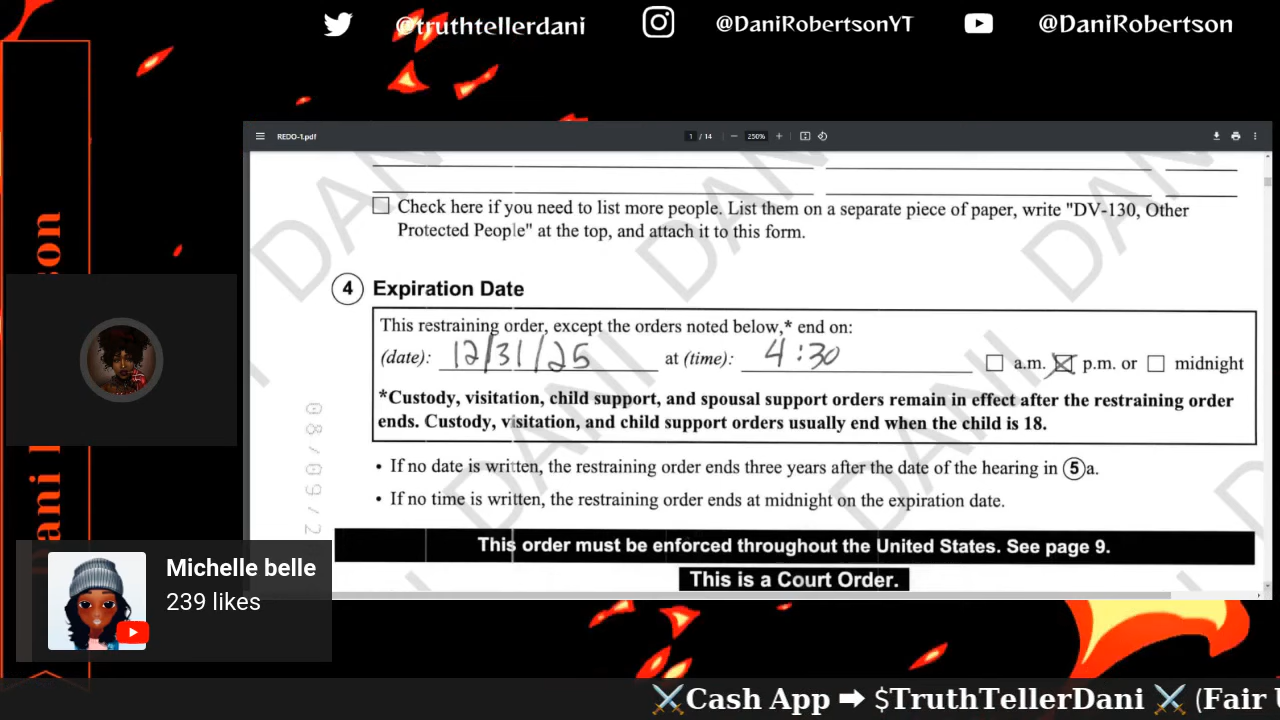 @truthtellerdani @DaniRobertsonYT @DaniRobertson
REDO-1.pdf 1 / 14 250%
Check here if you need to list more people. List them on a separate piece of paper, write "DV-130, Other
Protected People" at the top, and attach it to this form.
4 Expiration Date
This restraining order, except the orders noted below,* end on:
(date): 12/31/25 at (time): 4:30 a.m. p.m. or midnight
*Custody, visitation, child support, and spousal support orders remain in effect after the restraining order
ends. Custody, visitation, and child support orders usually end when the child is 18.
• If no date is written, the restraining order ends three years after the date of the hearing in 5a.
• If no time is written, the restraining order ends at midnight on the expiration date.
This order must be enforced throughout the United States. See page 9.
This is a Court Order.
DANI
DANI
DANI
08/09/2
Michelle belle
239 likes
⚔️Cash App ➡ $TruthTellerDani ⚔️ (Fair